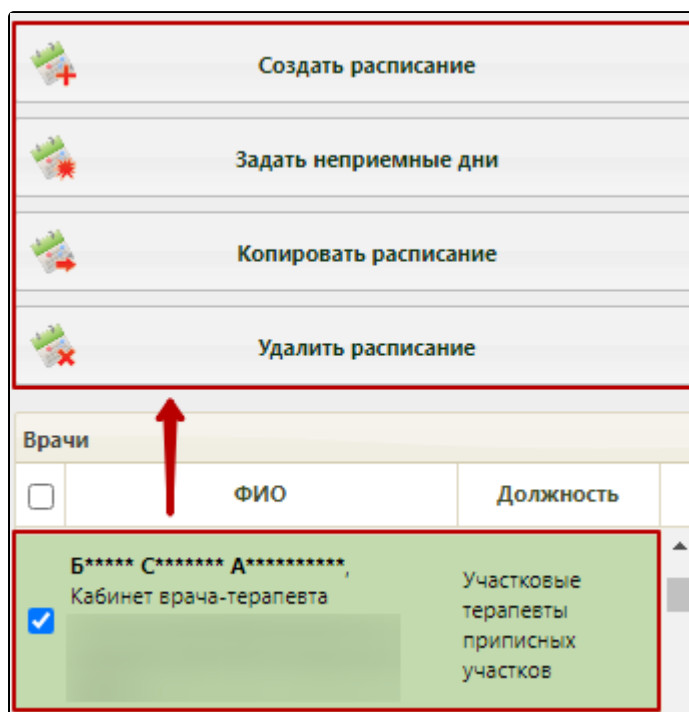 Создать расписание
Задать неприемные дни
Копировать расписание
Удалить расписание
Врачи
ФИО
Должность
Б***** С******* А**********,
Кабинет врача-терапевта
Участковые
терапевты
приписных
участков